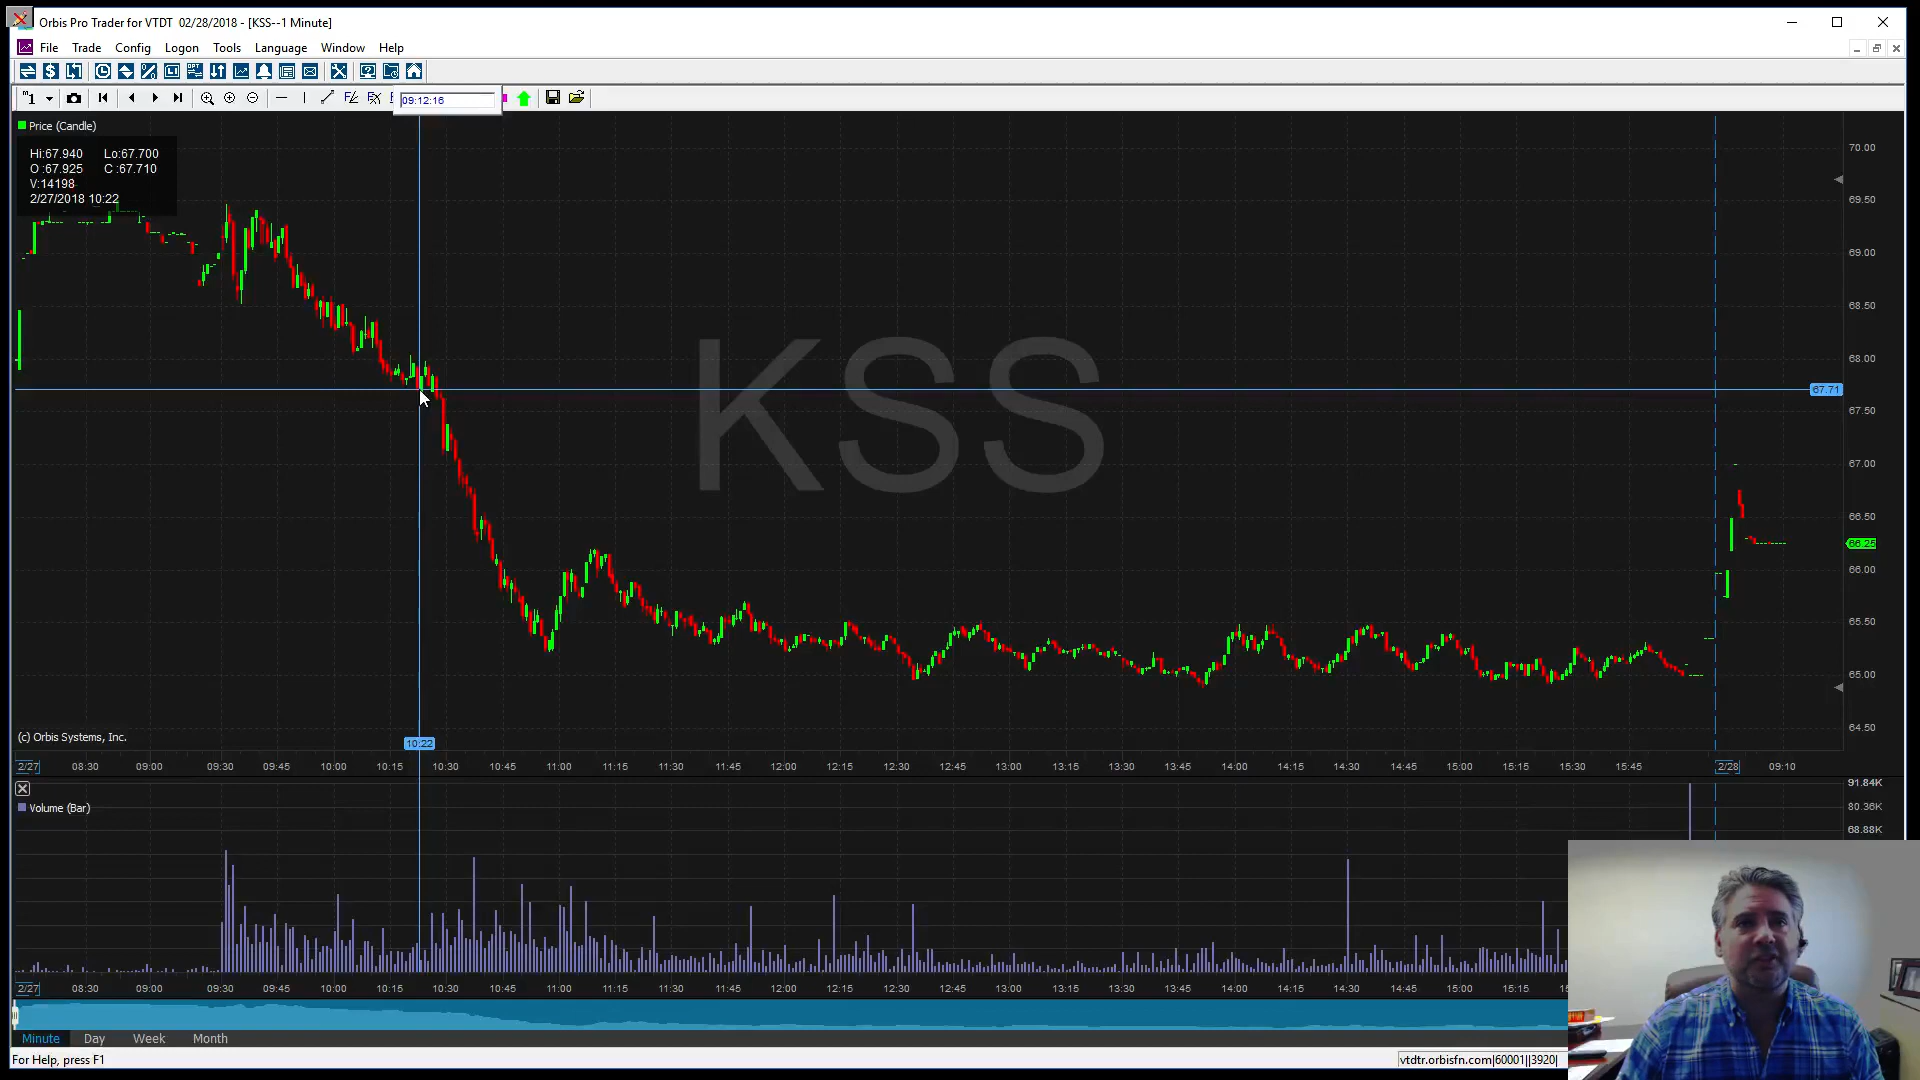 Orbis Pro Trader for VTDT 02/28/2018 - [KSS--1 Minute]
File Trade Config Logon Tools Language Window Help
1
09:12:16
Price (Candle)
Hi:67.940 Lo:67.700
O :67.925 C :67.710
V:14198
2/27/2018 10:22
KSS
70.00
69.50
69.00
68.50
68.00
67.71
67.50
67.00
66.50
66.25
66.00
65.50
65.00
64.50
(c) Orbis Systems, Inc.
10:22
2/27 08:30 09:00 09:30 09:45 10:00 10:15 10:30 10:45 11:00 11:15 11:30 11:45 12:00 12:15 12:30 12:45 13:00 13:15 13:30 13:45 14:00 14:15 14:30 14:45 15:00 15:15 15:30 15:45 2/28 09:10
91.84K
Volume (Bar)
80.36K
68.88K
2/27 08:30 09:00 09:30 09:45 10:00 10:15 10:30 10:45 11:00 11:15 11:30 11:45 12:00 12:15 12:30 12:45 13:00 13:15 13:30 13:45 14:00 14:15 14:30 14:45 15:00 15:15
Minute Day Week Month
For Help, press F1
vtdtr.orbisfn.com|60001||3920|